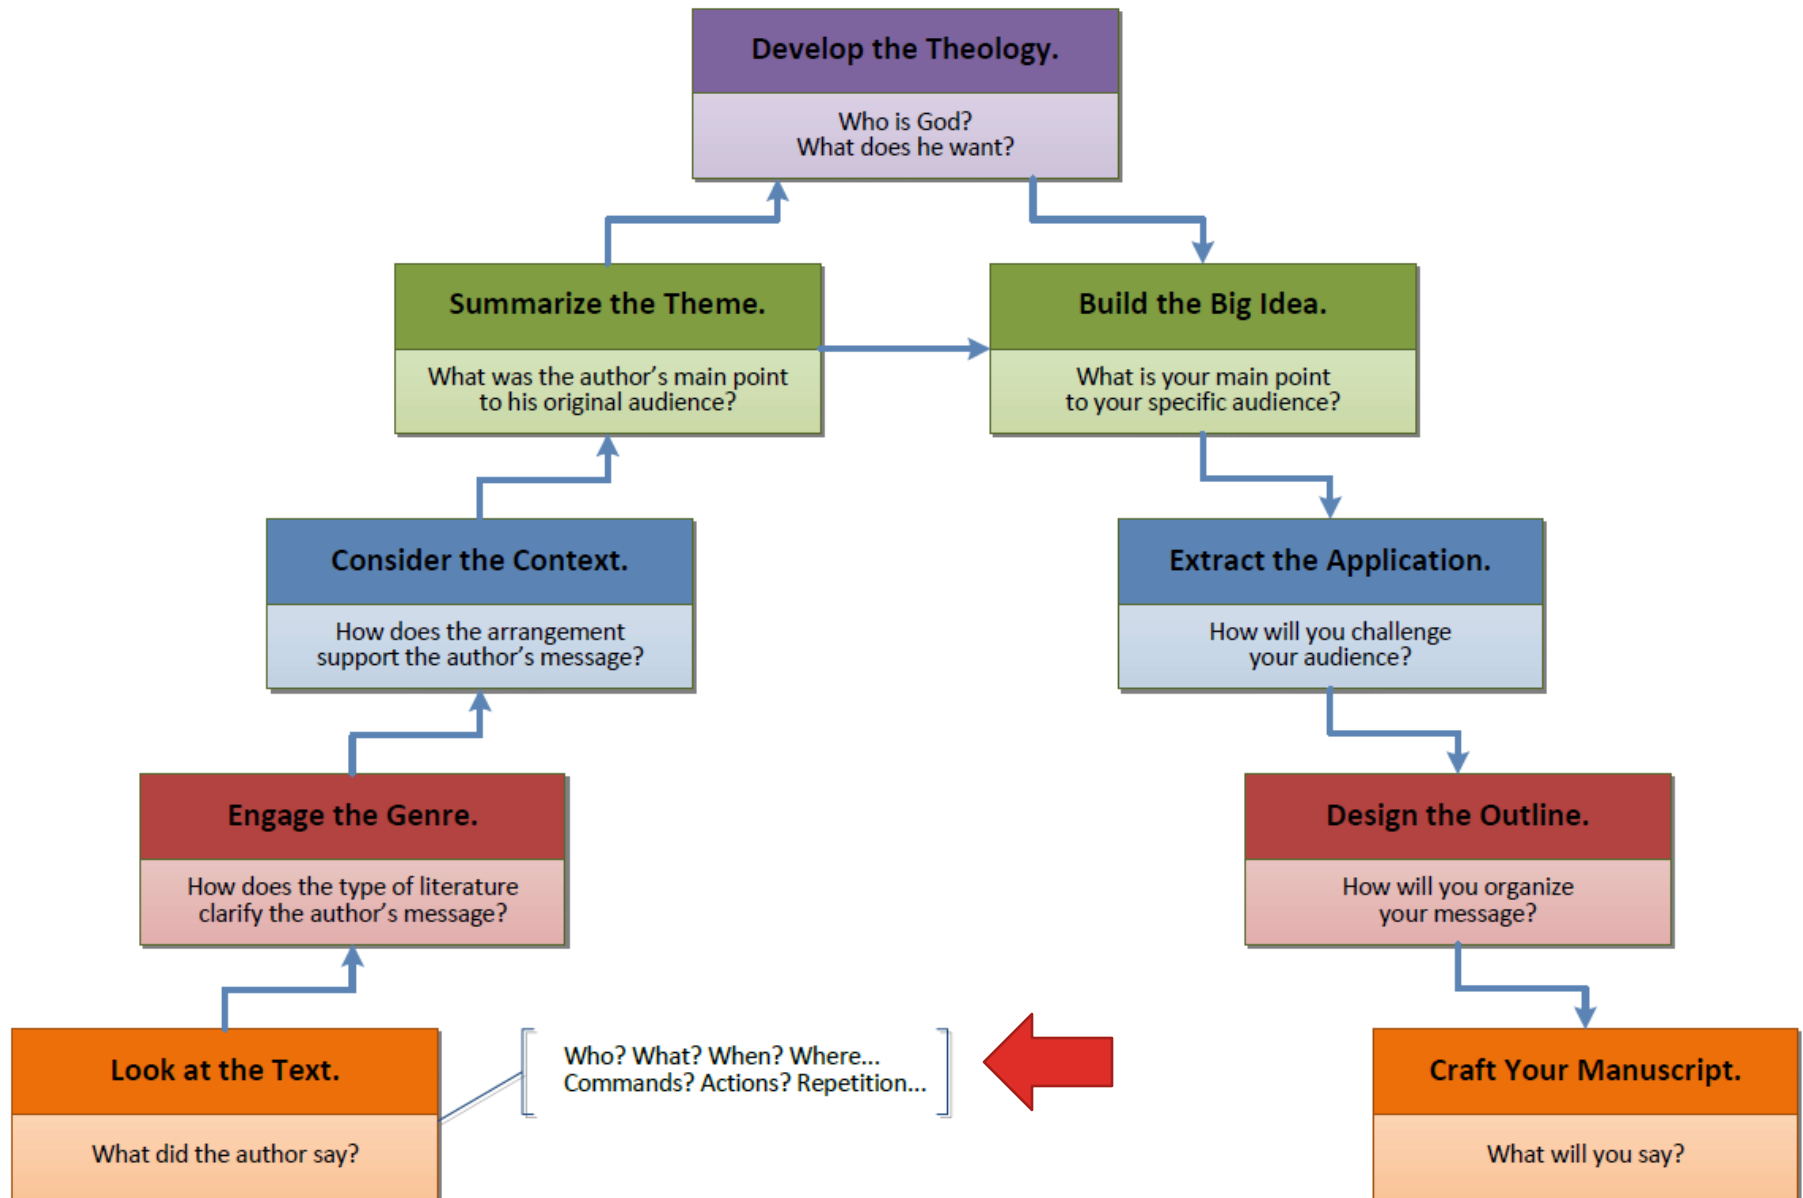 Develop the Theology.
Who is God?
What does he want?
Summarize the Theme.
What was the author's main point
to his original audience?
Build the Big Idea.
What is your main point
to your specific audience?
Consider the Context.
How does the arrangement
support the author's message?
Extract the Application.
How will you challenge
your audience?
Engage the Genre.
How does the type of literature
clarify the author's message?
Design the Outline.
How will you organize
your message?
Look at the Text.
What did the author say?
Who? What? When? Where...
Commands? Actions? Repetition...
Craft Your Manuscript.
What will you say?